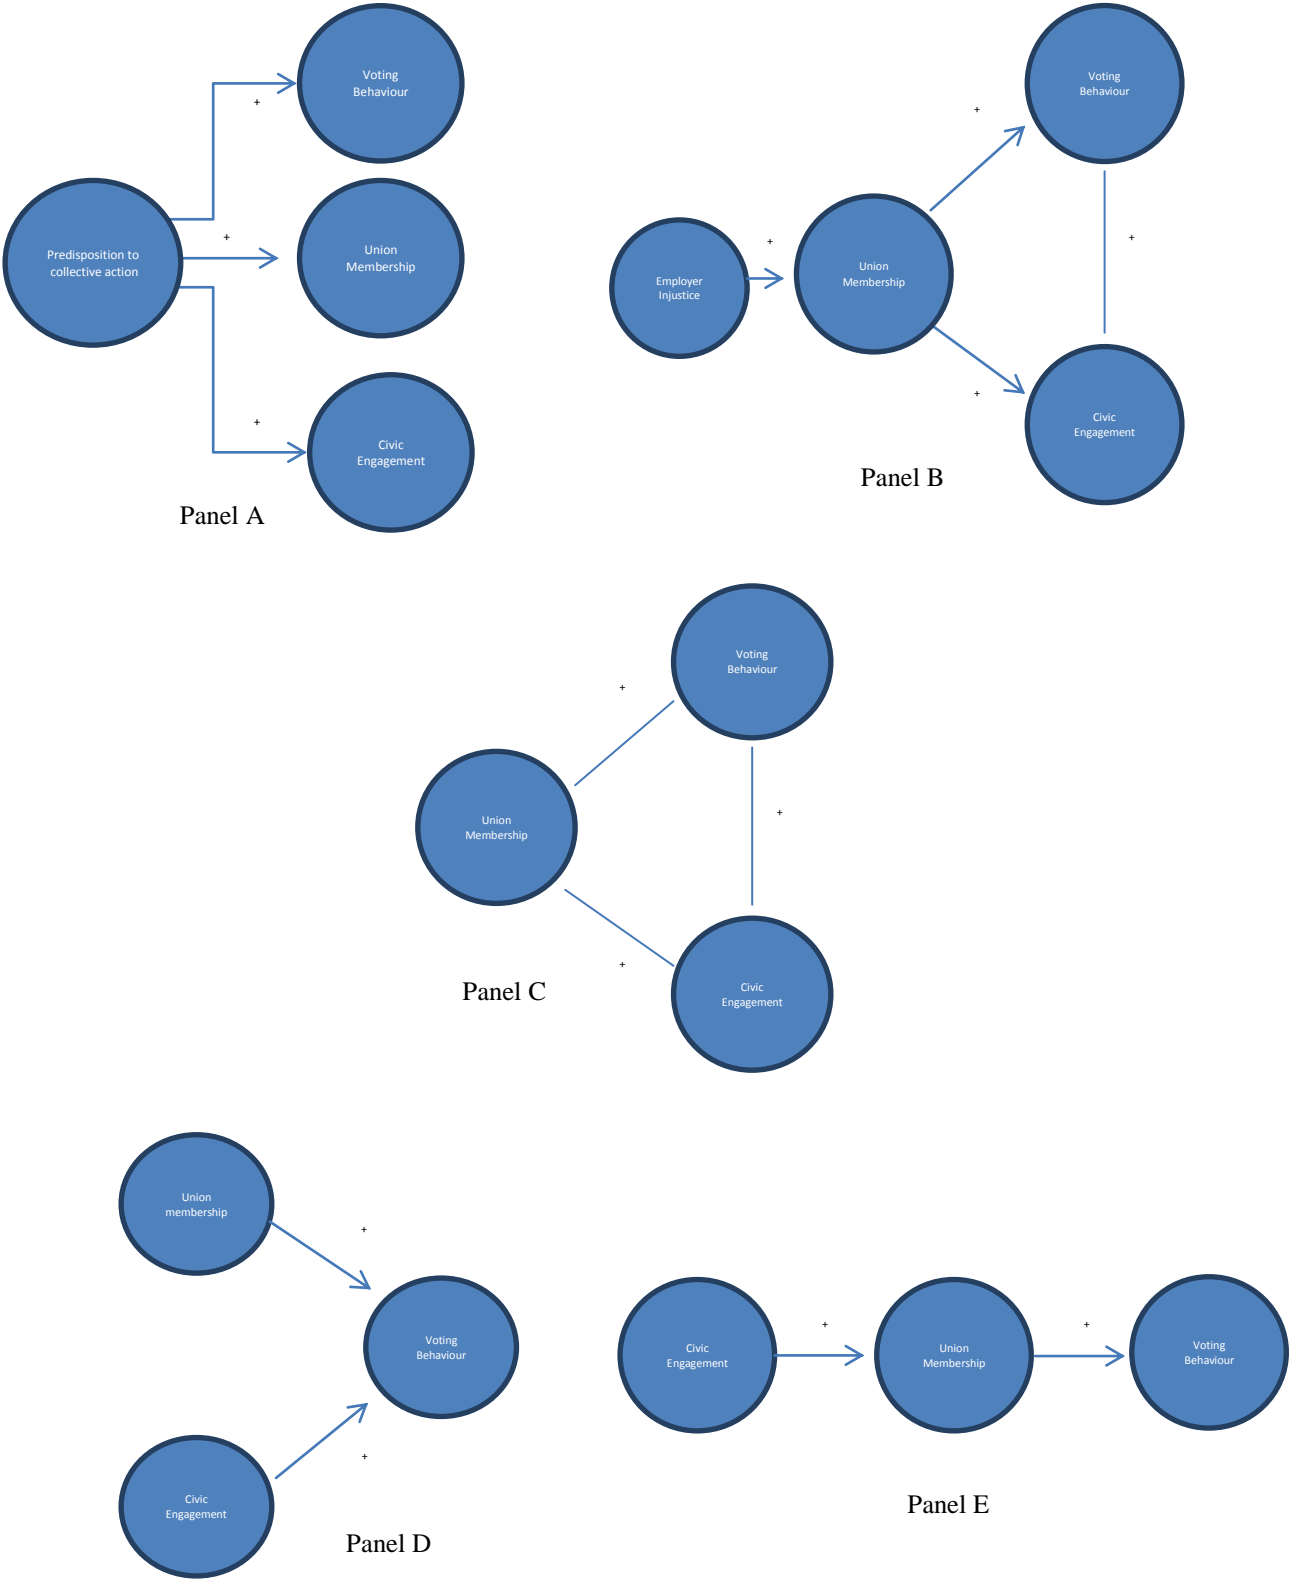 Voting
Behaviour
+
Predisposition to
collective action
+
Union
Membership
+
Civic
Engagement
Panel A
Voting
Behaviour
+
Employer
Injustice
+
Union
Membership
+
+
Civic
Engagement
Panel B
Voting
Behaviour
+
Union
Membership
+
+
Civic
Engagement
Panel C
Union
membership
+
Voting
Behaviour
+
Civic
Engagement
Panel D
Civic
Engagement
+
Union
Membership
+
Voting
Behaviour
Panel E